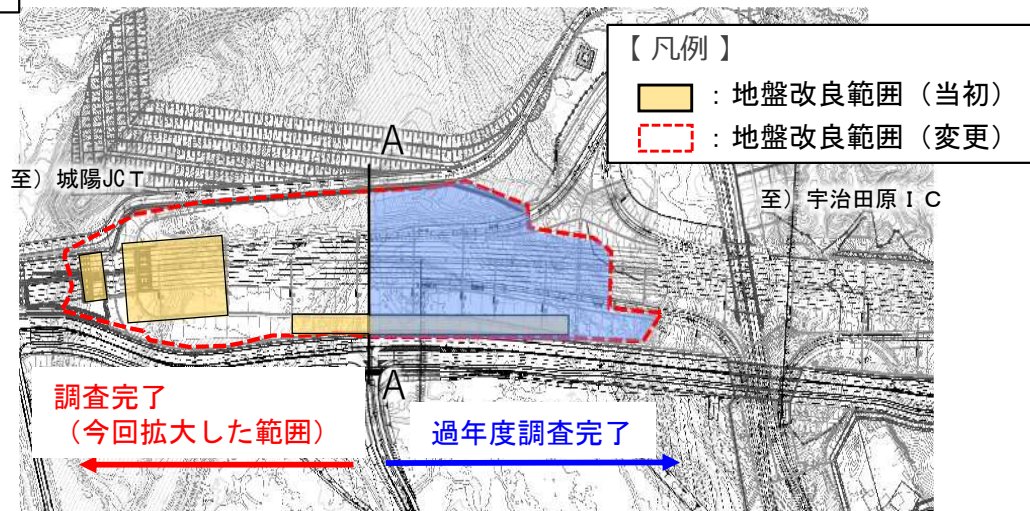 【 凡例 】
：地盤改良範囲（当初）
：地盤改良範囲（変更）
A
至）城陽JCT
至）宇治田原ＩＣ
A
調査完了
（今回拡大した範囲）
過年度調査完了